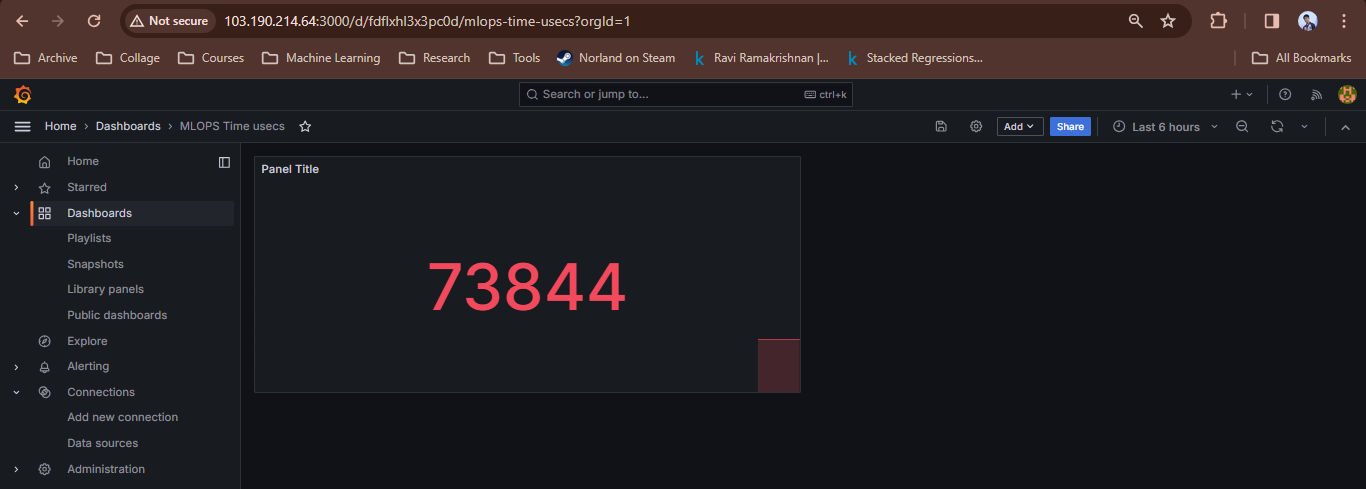 Not secure 103.190.214.64:3000/d/fdflxhl3x3pc0d/mlops-time-usecs?orgId=1
Archive Collage Courses Machine Learning Research Tools Norland on Steam k Ravi Ramakrishnan |... k Stacked Regressions... All Bookmarks
Search or jump to... ctrl+k
Home › Dashboards › MLOPS Time usecs Add Share Last 6 hours
Home
Starred
Dashboards
Playlists
Snapshots
Library panels
Public dashboards
Explore
Alerting
Connections
Add new connection
Data sources
Administration
Panel Title
73844